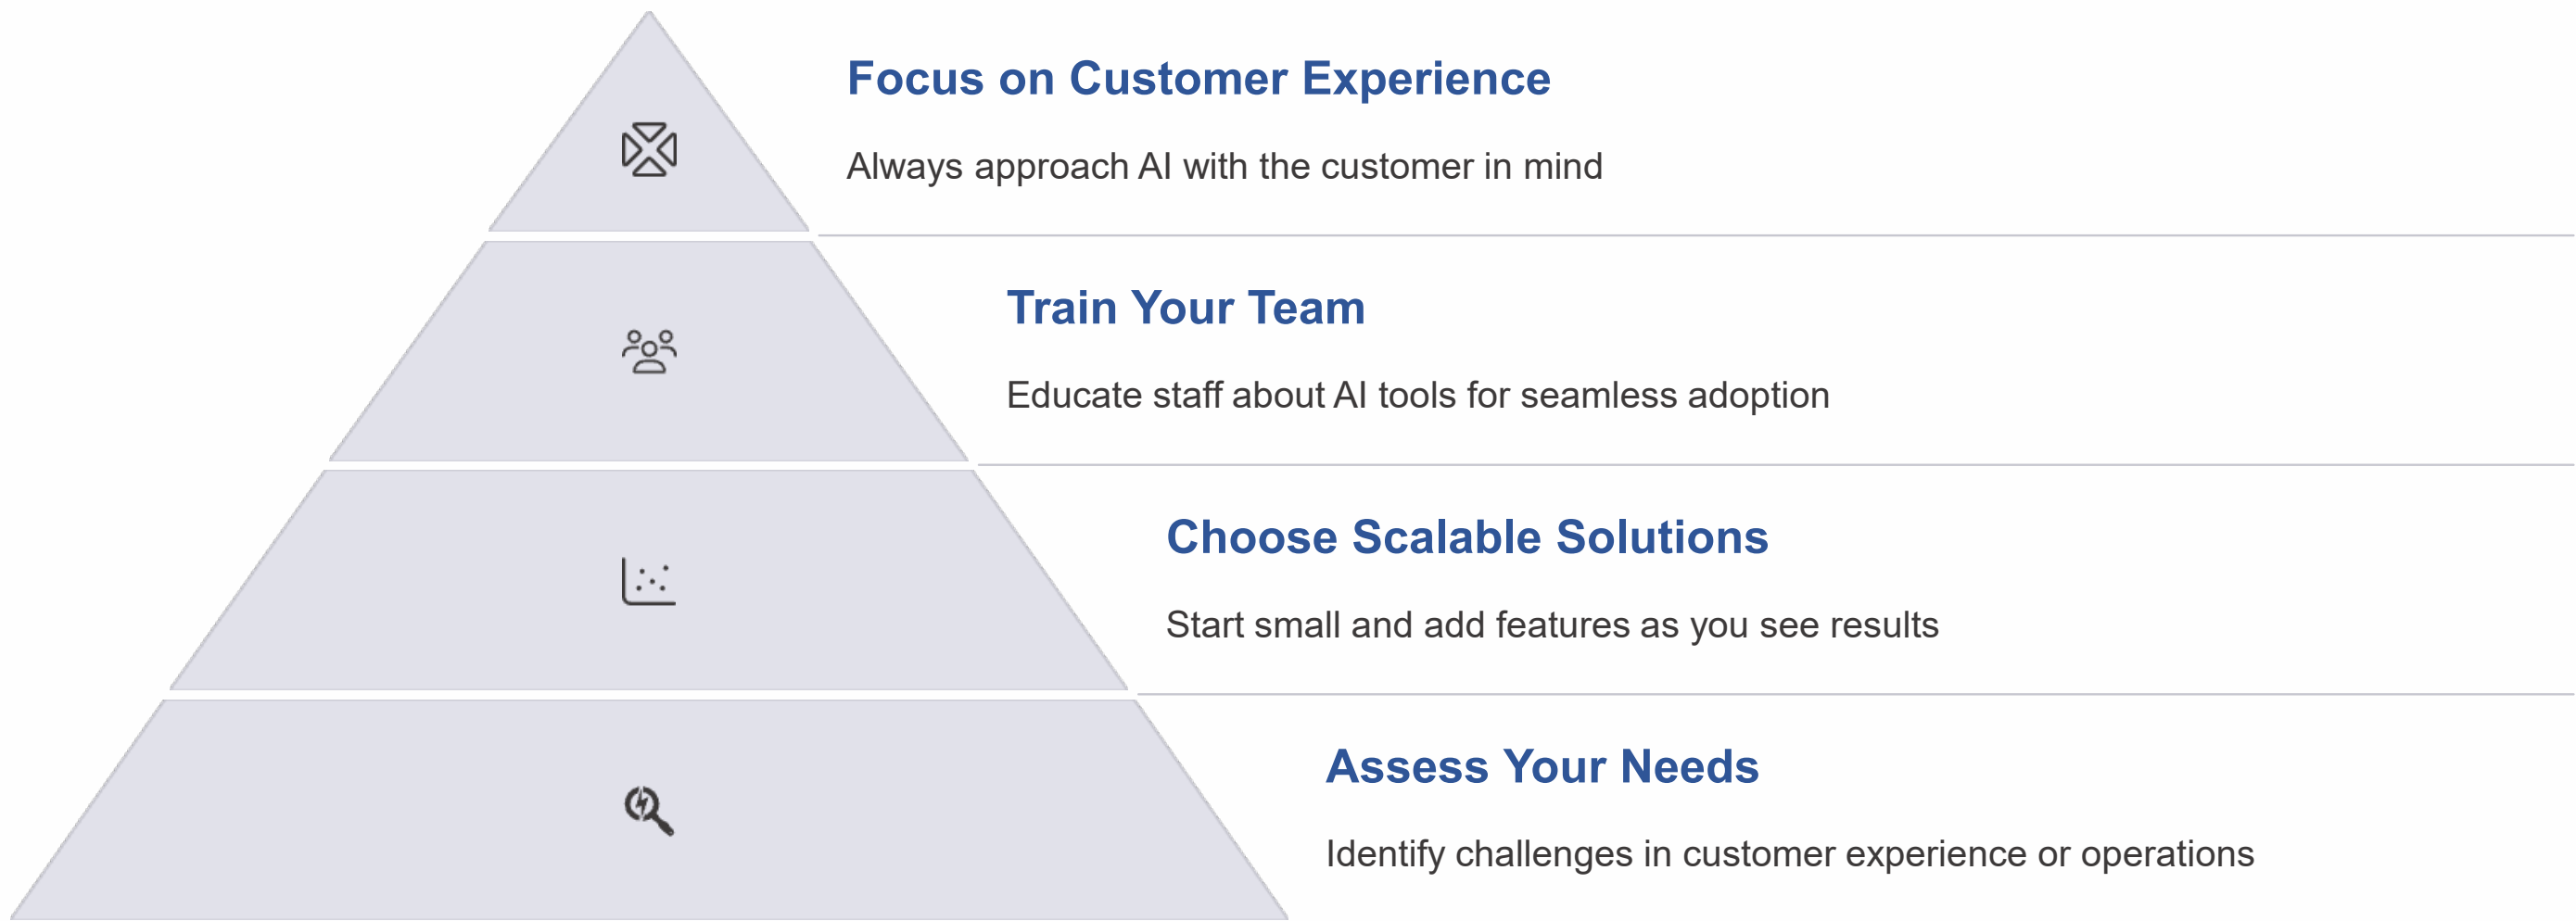 Focus on Customer Experience
Always approach AI with the customer in mind
Train Your Team
Educate staff about AI tools for seamless adoption
Choose Scalable Solutions
Start small and add features as you see results
Assess Your Needs
Identify challenges in customer experience or operations